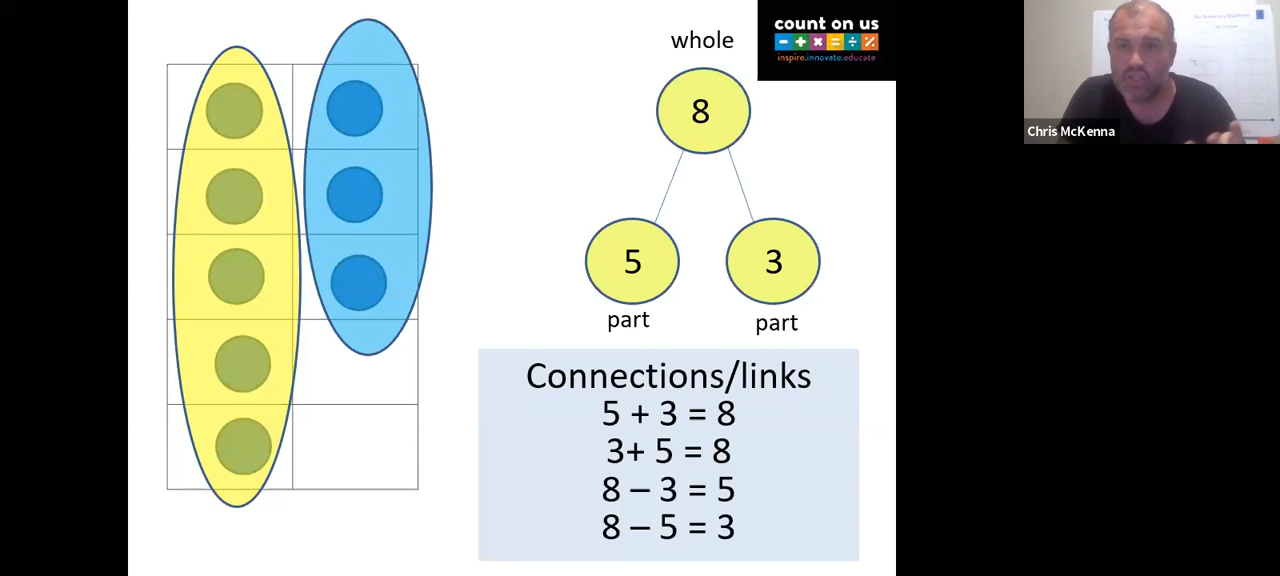 count on us
− + × = ÷ %
inspire.innovate.educate
whole
8
5
3
part
part
Connections/links
5 + 3 = 8
3+ 5 = 8
8 – 3 = 5
8 – 5 = 3
Chris McKenna